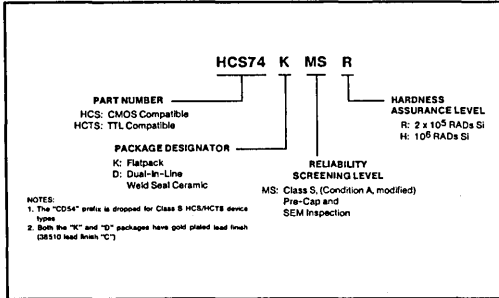 HCS74 K MS R
PART NUMBER
HCS: CMOS Compatible
HCTS: TTL Compatible
HARDNESS
ASSURANCE LEVEL
R: 2 x 10⁵ RADs Si
H: 10⁶ RADs Si
PACKAGE DESIGNATOR
K: Flatpack
D: Dual-In-Line
Weld Seal Ceramic
RELIABILITY
SCREENING LEVEL
MS: Class S, (Condition A, modified)
Pre-Cap and
SEM Inspection
NOTES:
1. The "CD54" prefix is dropped for Class S HCS/HCTS device
types
2. Both the "K" and "D" packages have gold plated lead finish
(38510 lead finish "C")